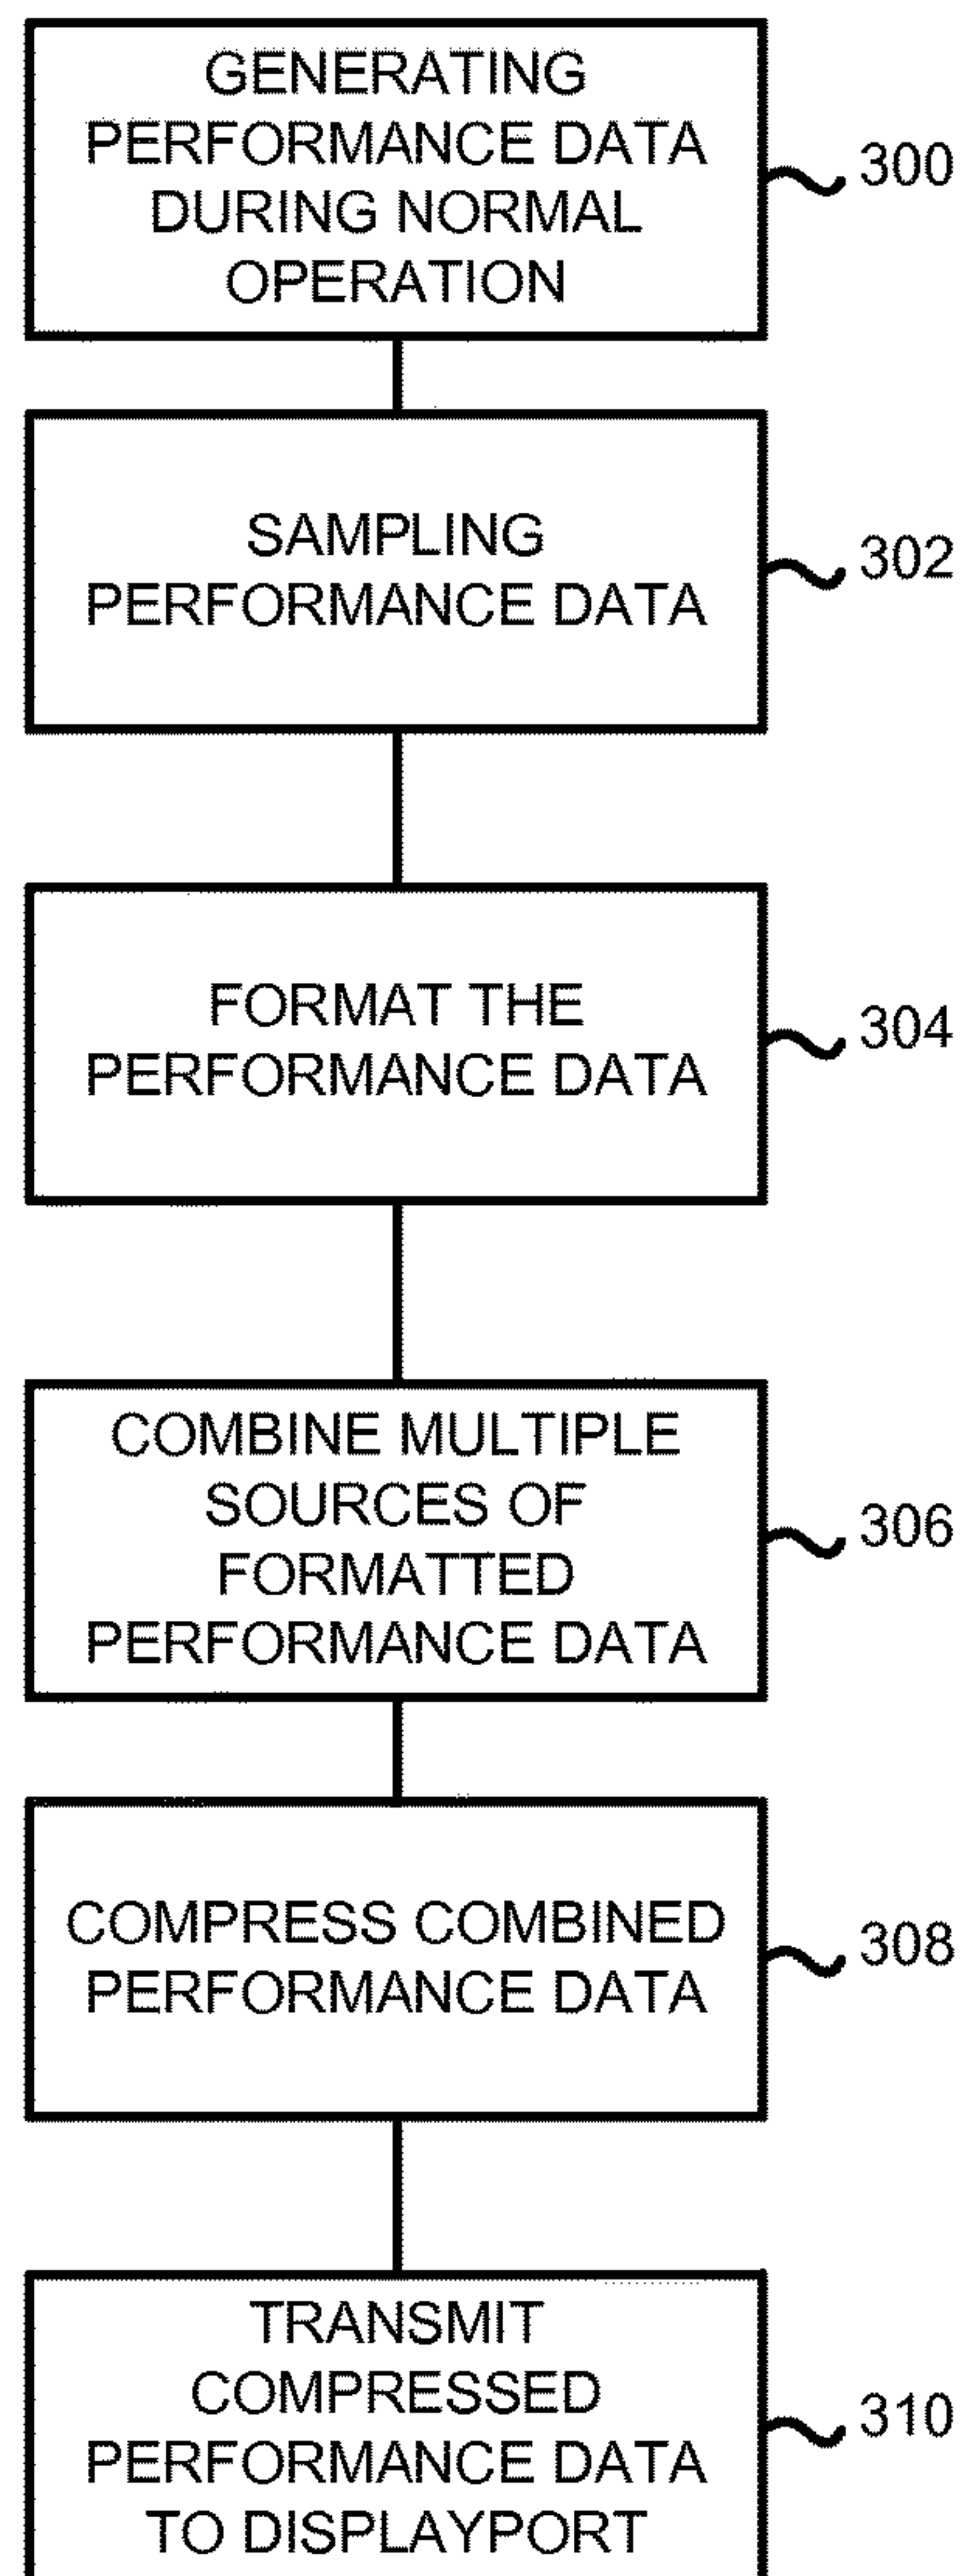 GENERATING
PERFORMANCE DATA
DURING NORMAL
OPERATION
300
SAMPLING
PERFORMANCE DATA
302
FORMAT THE
PERFORMANCE DATA
304
COMBINE MULTIPLE
SOURCES OF
FORMATTED
PERFORMANCE DATA
306
COMPRESS COMBINED
PERFORMANCE DATA
308
TRANSMIT
COMPRESSED
PERFORMANCE DATA
TO DISPLAYPORT
310